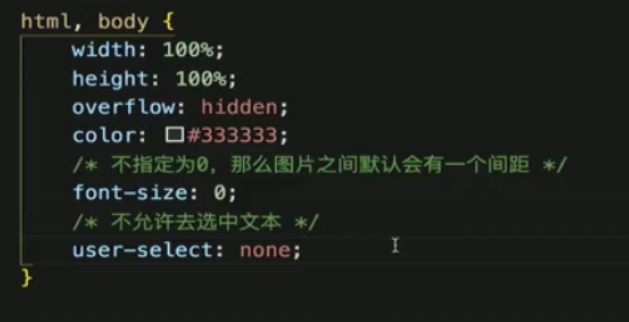 html, body {
width: 100%;
height: 100%;
overflow: hidden;
color: #333333;
/* 不指定为0，那么图片之间默认会有一个间距 */
font-size: 0;
/* 不允许去选中文本 */
user-select: none;
}